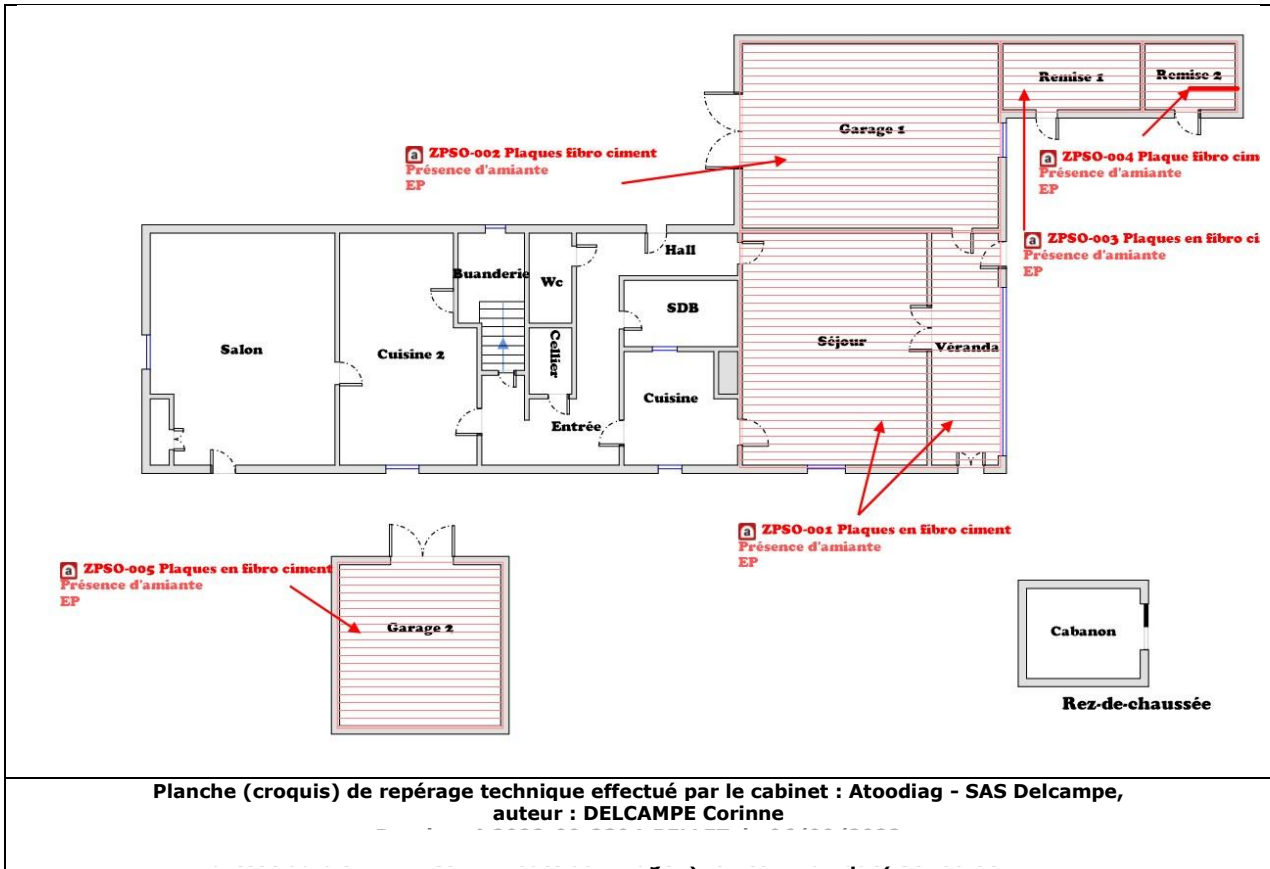 Remise 1
Remise 2
Garage 1
a ZPSO-002 Plaques fibro ciment
Présence d'amiante
EP
a ZPSO-004 Plaque fibro cim
Présence d'amiante
EP
a ZPSO-003 Plaques en fibro ci
Présence d'amiante
EP
Hall
Buanderie
Wc
SDB
Salon
Cuisine 2
Cellier
Séjour
Véranda
Cuisine
Entrée
a ZPSO-001 Plaques en fibro ciment
Présence d'amiante
EP
a ZPSO-005 Plaques en fibro ciment
Présence d'amiante
EP
Garage 2
Cabanon
Rez-de-chaussée
Planche (croquis) de repérage technique effectué par le cabinet : Atoodiag - SAS Delcampe,
auteur : DELCAMPE Corinne